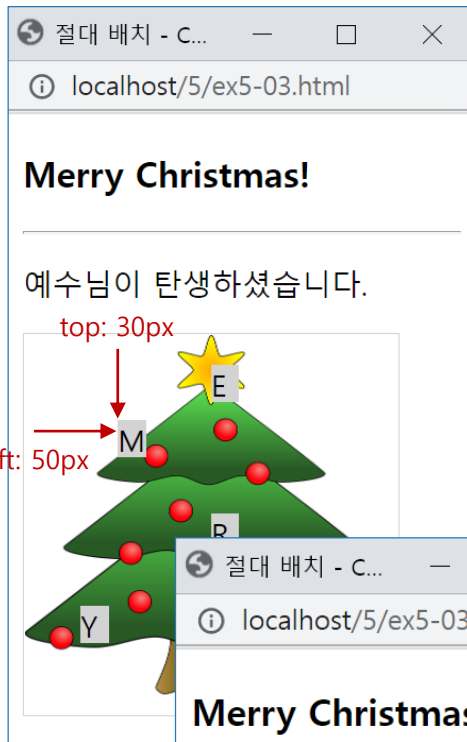 절대 배치 - C...
localhost/5/ex5-03.html
Merry Christmas!
예수님이 탄생하셨습니다.
top: 30px
E
M
ft: 50px
R
Y
절대 배치 - C...
localhost/5/ex5-03
Merry Christmas